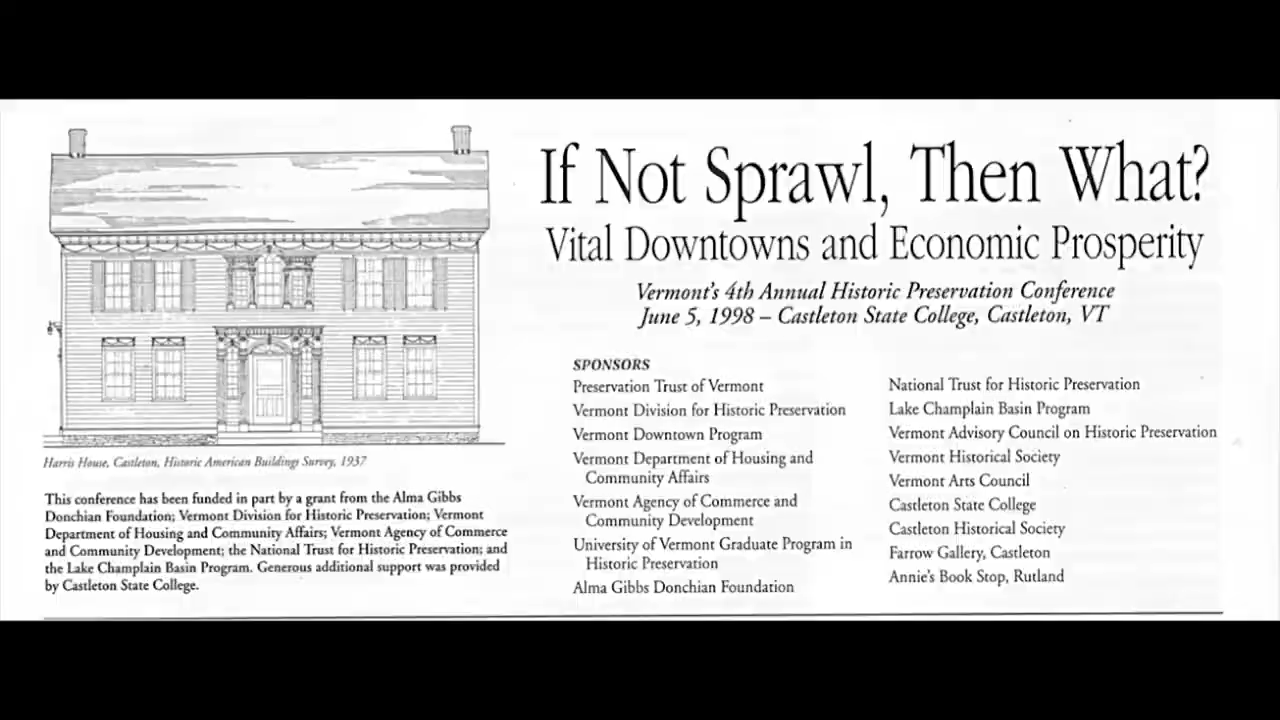 If Not Sprawl, Then What?
Vital Downtowns and Economic Prosperity
Vermont's 4th Annual Historic Preservation Conference
June 5, 1998 – Castleton State College, Castleton, VT
Harris House, Castleton, Historic American Buildings Survey, 1937
This conference has been funded in part by a grant from the Alma Gibbs
Donchian Foundation; Vermont Division for Historic Preservation; Vermont
Department of Housing and Community Affairs; Vermont Agency of Commerce
and Community Development; the National Trust for Historic Preservation; and
the Lake Champlain Basin Program. Generous additional support was provided
by Castleton State College.
SPONSORS
Preservation Trust of Vermont
Vermont Division for Historic Preservation
Vermont Downtown Program
Vermont Department of Housing and
Community Affairs
Vermont Agency of Commerce and
Community Development
University of Vermont Graduate Program in
Historic Preservation
Alma Gibbs Donchian Foundation
National Trust for Historic Preservation
Lake Champlain Basin Program
Vermont Advisory Council on Historic Preservation
Vermont Historical Society
Vermont Arts Council
Castleton State College
Castleton Historical Society
Farrow Gallery, Castleton
Annie's Book Stop, Rutland